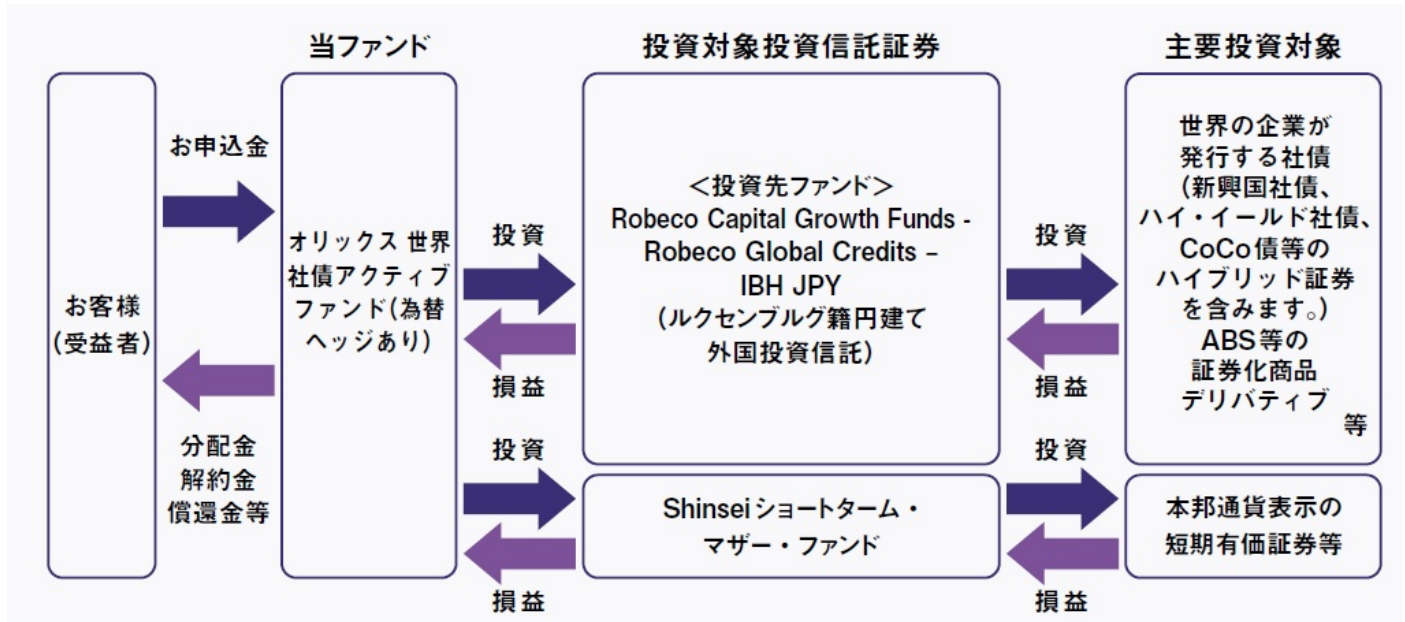 当ファンド
投資対象投資信託証券
主要投資対象
お客様
(受益者)
お申込金
分配金
解約金
償還金等
オリックス 世界
社債アクティブ
ファンド(為替
ヘッジあり)
投資
損益
投資
損益
<投資先ファンド>
Robeco Capital Growth Funds -
Robeco Global Credits –
IBH JPY
(ルクセンブルグ籍円建て
外国投資信託)
Shinseiショートターム・
マザー・ファンド
投資
損益
投資
損益
世界の企業が
発行する社債
(新興国社債、
ハイ・イールド社債、
CoCo債等の
ハイブリッド証券
を含みます。)
ABS等の
証券化商品
デリバティブ
等
本邦通貨表示の
短期有価証券等